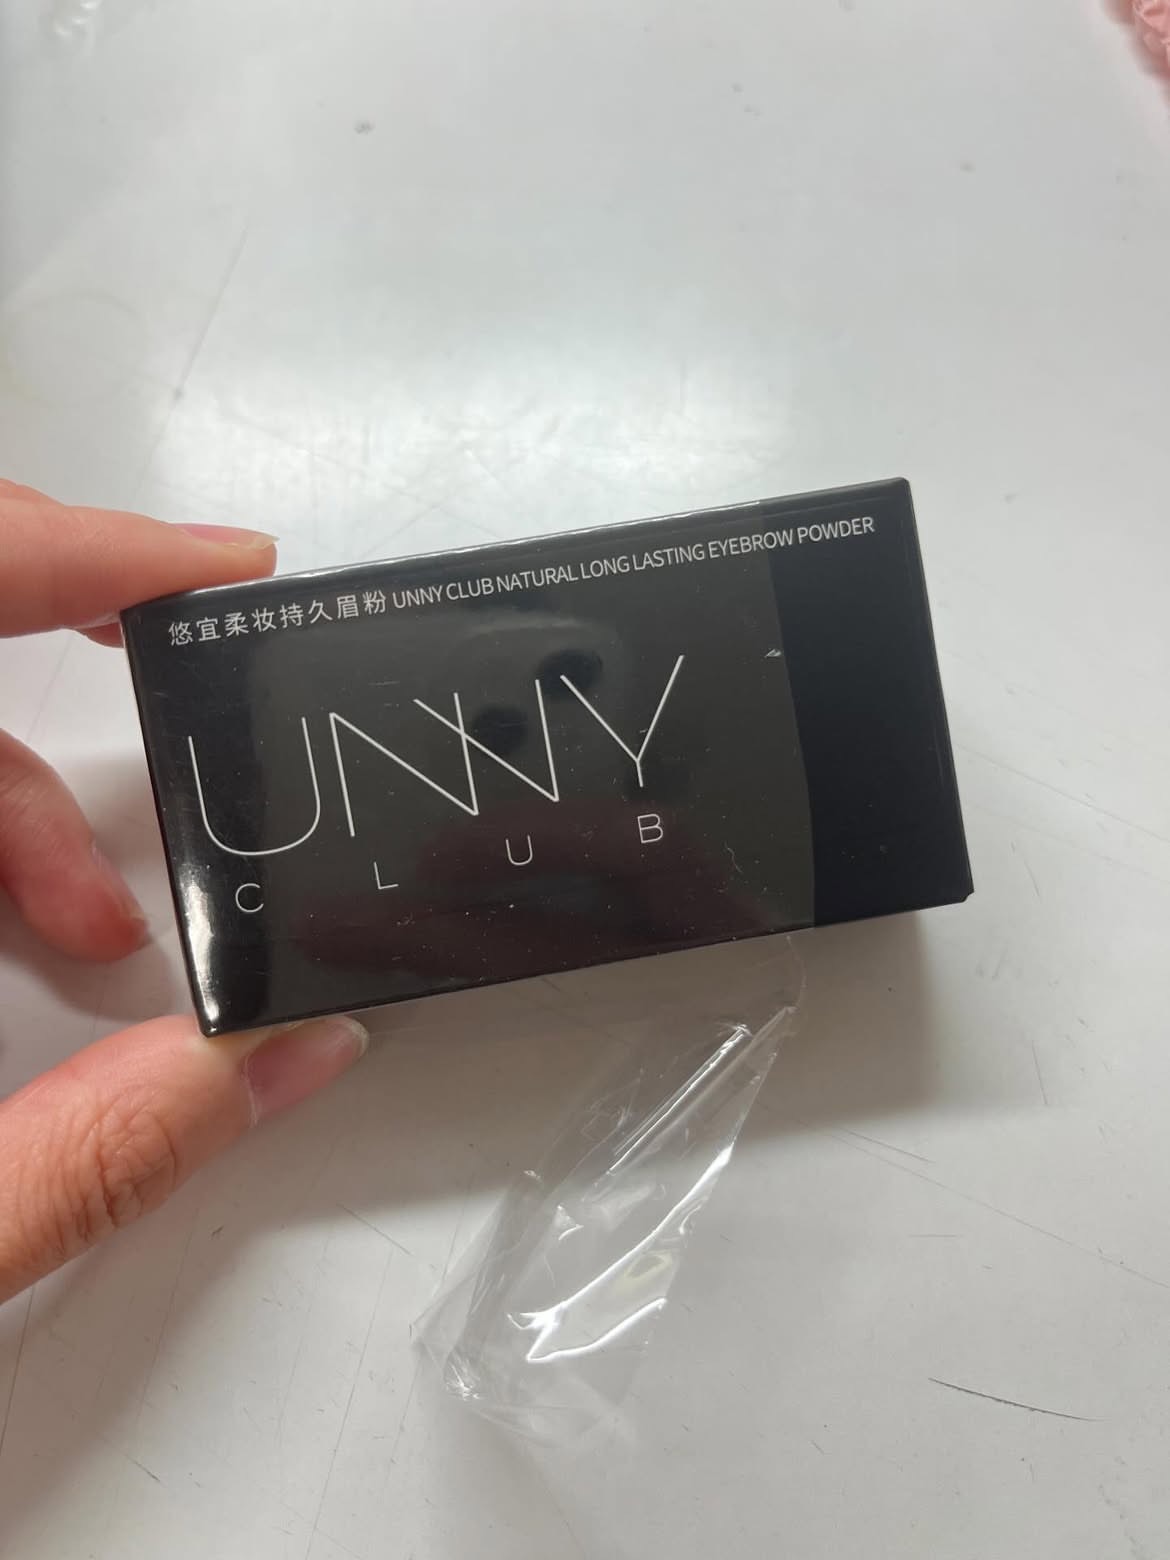 悠宜柔妆持久眉粉 UNNY CLUB NATURAL LONG LASTING EYEBROW POWDER
UNNY
CLUB